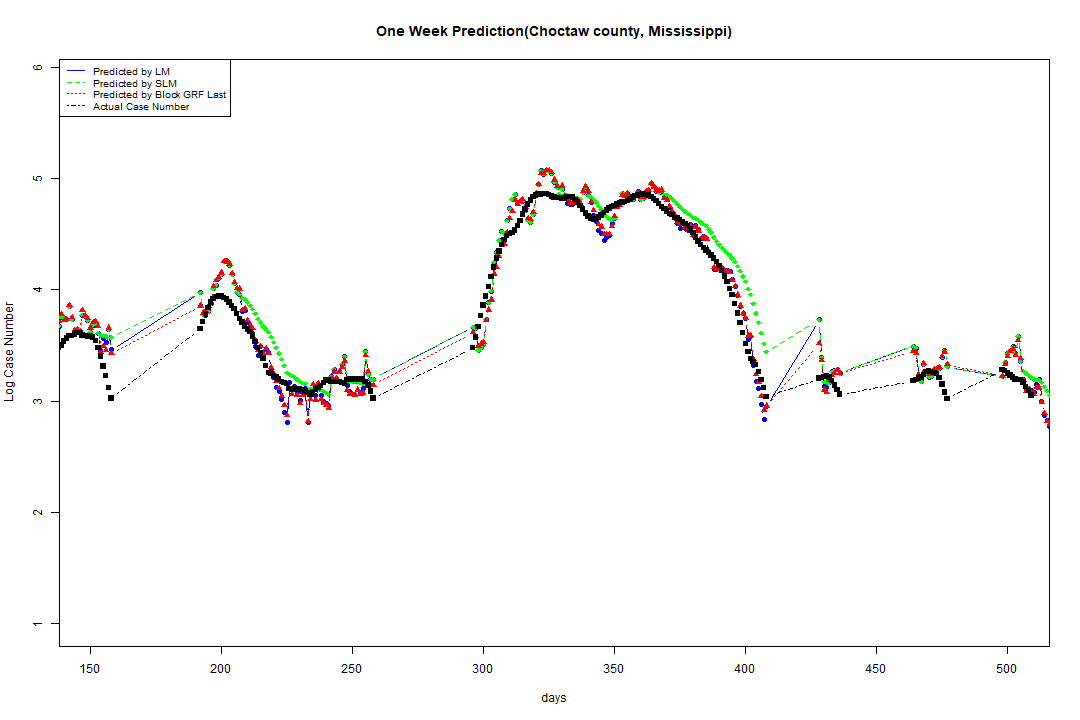 One Week Prediction(Choctaw county, Mississippi)
Predicted by LM
Predicted by SLM
Predicted by Block GRF Last
Actual Case Number
Log Case Number
6
5
4
3
2
1
150 200 250 300 350 400 450 500
days